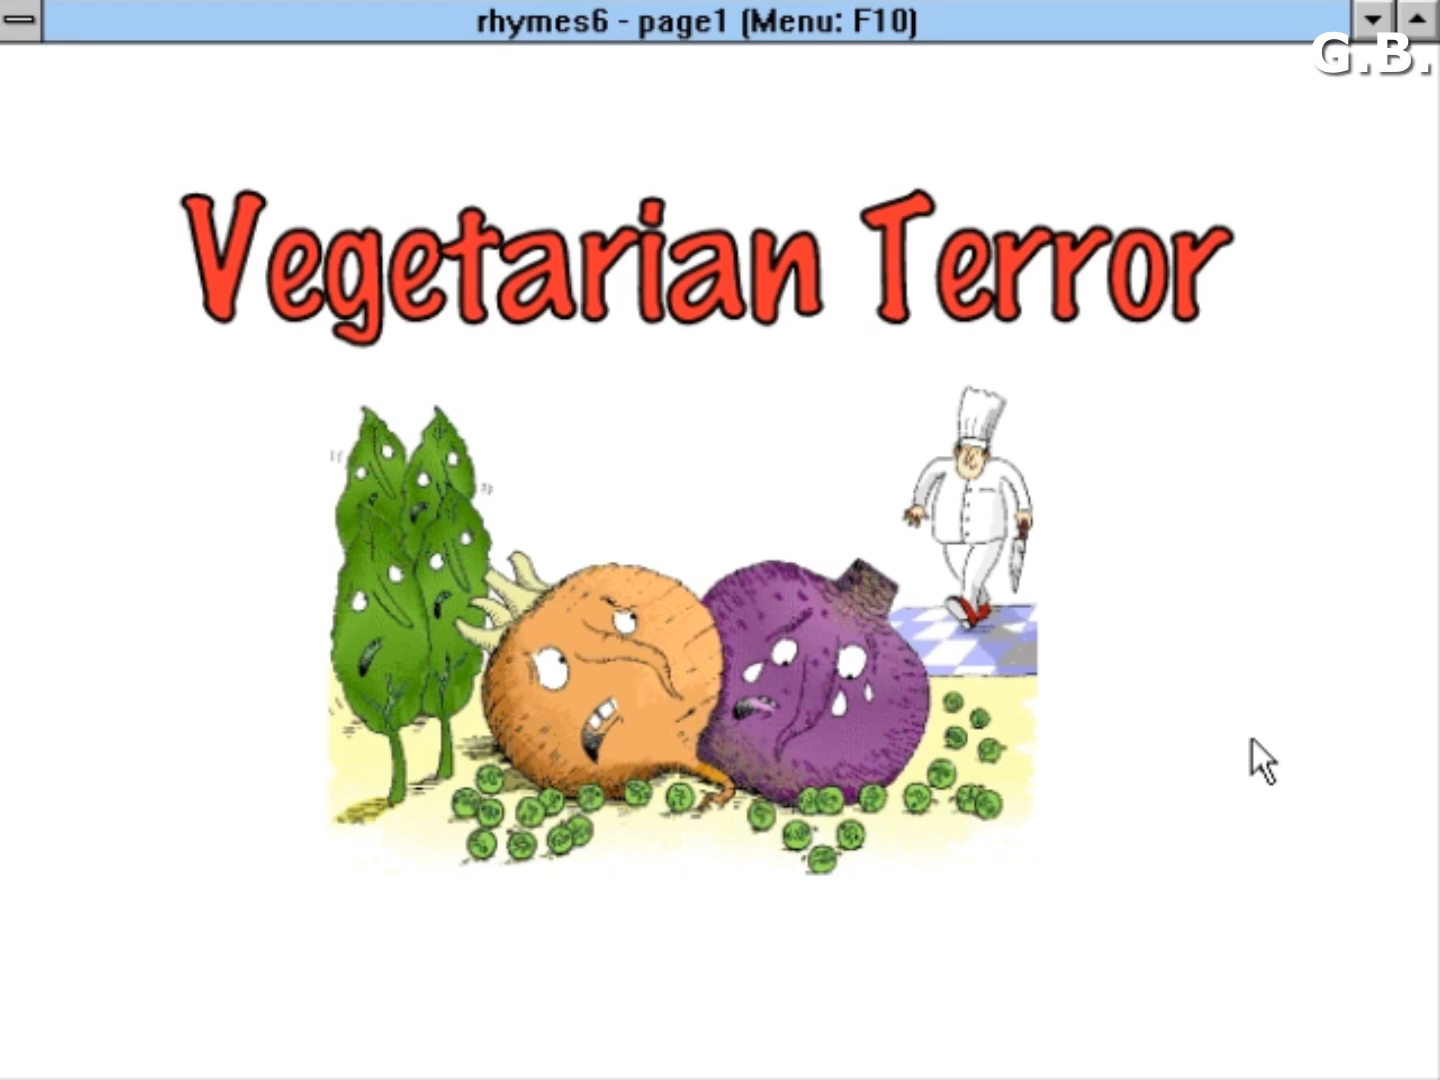 rhymes6 - page1 (Menu: F10)
G.B.
Vegetarian Terror